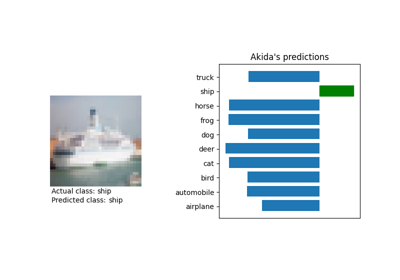 Akida's predictions
truck
ship
horse
frog
dog
deer
cat
bird
automobile
airplane
Actual class: ship
Predicted class: ship